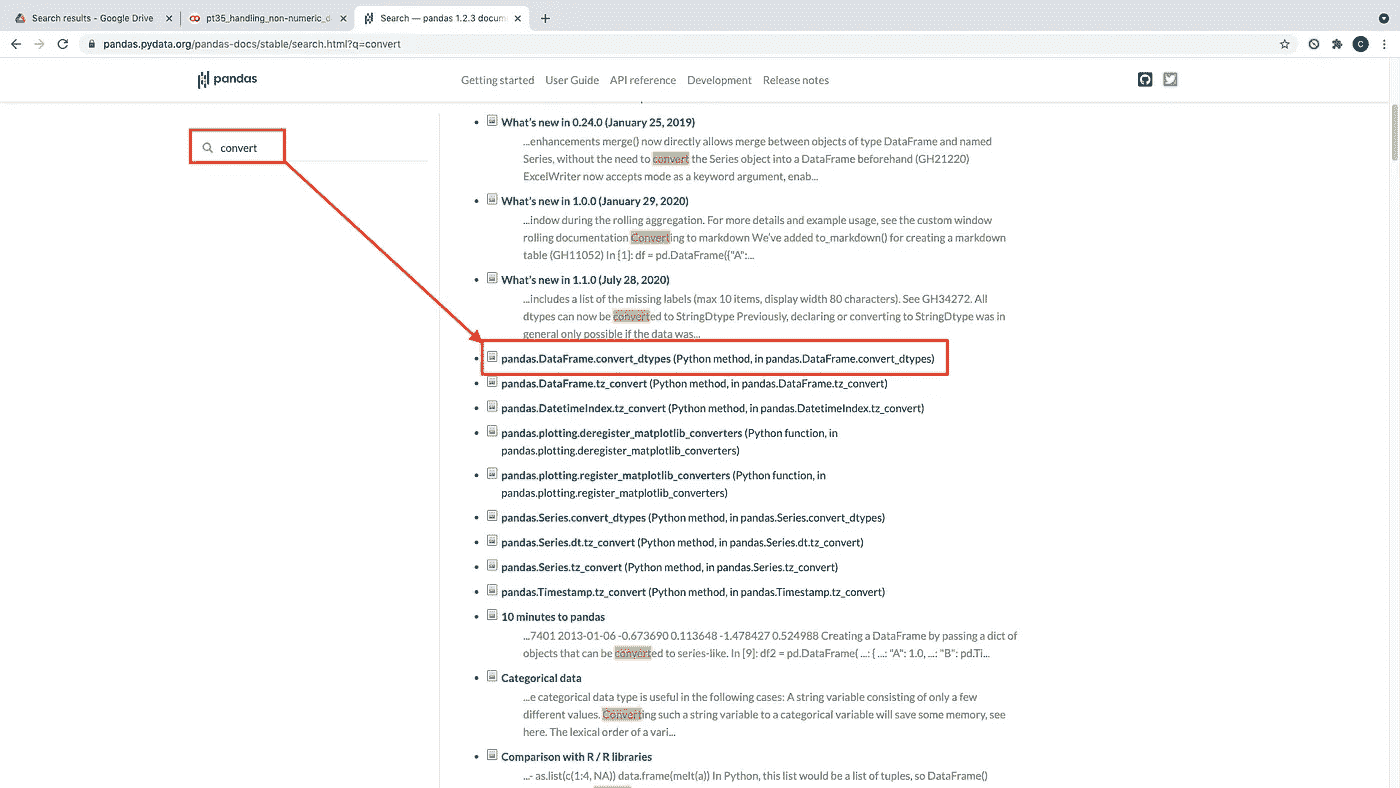 Search results - Google Drive
pt35_handling_non-numeric_d
Search — pandas 1.2.3 docum
pandas.pydata.org/pandas-docs/stable/search.html?q=convert
C
pandas
Getting started User Guide API reference Development Release notes
convert
What's new in 0.24.0 (January 25, 2019)
...enhancements merge() now directly allows merge between objects of type DataFrame and named
Series, without the need to convert the Series object into a DataFrame beforehand (GH21220)
ExcelWriter now accepts mode as a keyword argument, enab...
What's new in 1.0.0 (January 29, 2020)
...indow during the rolling aggregation. For more details and example usage, see the custom window
rolling documentation Converting to markdown We've added to_markdown() for creating a markdown
table (GH11052) In [1]: df = pd.DataFrame({"A":...
What's new in 1.1.0 (July 28, 2020)
...includes a list of the missing labels (max 10 items, display width 80 characters). See GH34272. All
dtypes can now be converted to StringDtype Previously, declaring or converting to StringDtype was in
general only possible if the data was...
pandas.DataFrame.convert_dtypes (Python method, in pandas.DataFrame.convert_dtypes)
pandas.DataFrame.tz_convert (Python method, in pandas.DataFrame.tz_convert)
pandas.DatetimeIndex.tz_convert (Python method, in pandas.DatetimeIndex.tz_convert)
pandas.plotting.deregister_matplotlib_converters (Python function, in
pandas.plotting.deregister_matplotlib_converters)
pandas.plotting.register_matplotlib_converters (Python function, in
pandas.plotting.register_matplotlib_converters)
pandas.Series.convert_dtypes (Python method, in pandas.Series.convert_dtypes)
pandas.Series.dt.tz_convert (Python method, in pandas.Series.dt.tz_convert)
pandas.Series.tz_convert (Python method, in pandas.Series.tz_convert)
pandas.Timestamp.tz_convert (Python method, in pandas.Timestamp.tz_convert)
10 minutes to pandas
...7401 2013-01-06 -0.673690 0.113648 -1.478427 0.524988 Creating a DataFrame by passing a dict of
objects that can be converted to series-like. In [9]: df2 = pd.DataFrame( ...: { ...: "A": 1.0, ...: "B": pd.Ti...
Categorical data
...e categorical data type is useful in the following cases: A string variable consisting of only a few
different values. Converting such a string variable to a categorical variable will save some memory, see
here. The lexical order of a vari...
Comparison with R / R libraries
...- as.list(c(1:4, NA)) data.frame(melt(a)) In Python, this list would be a list of tuples, so DataFrame()